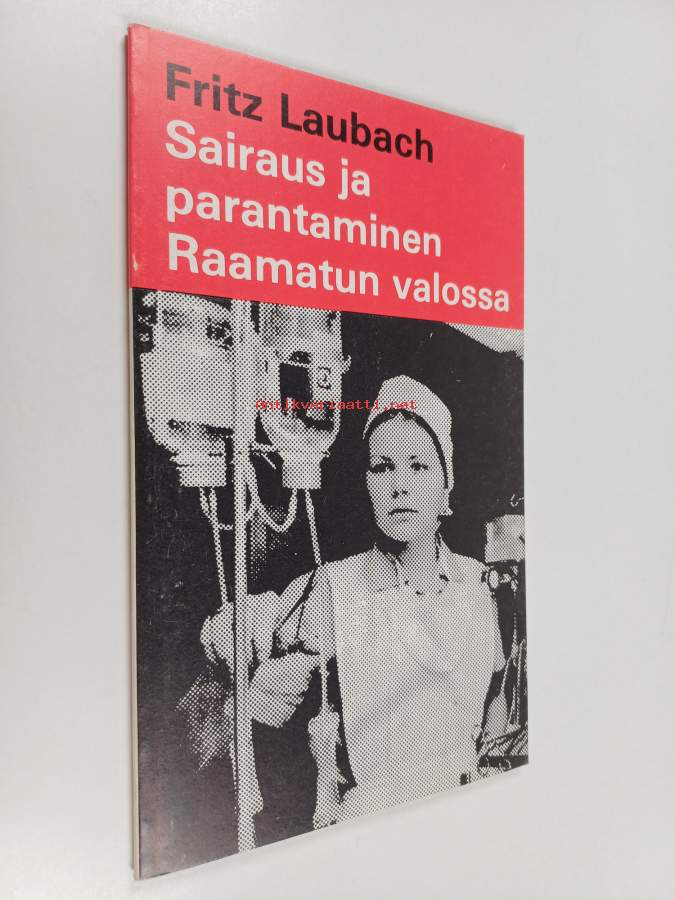 Fritz Laubach
Sairaus ja
parantaminen
Raamatun valossa
Antikvariaatti.net